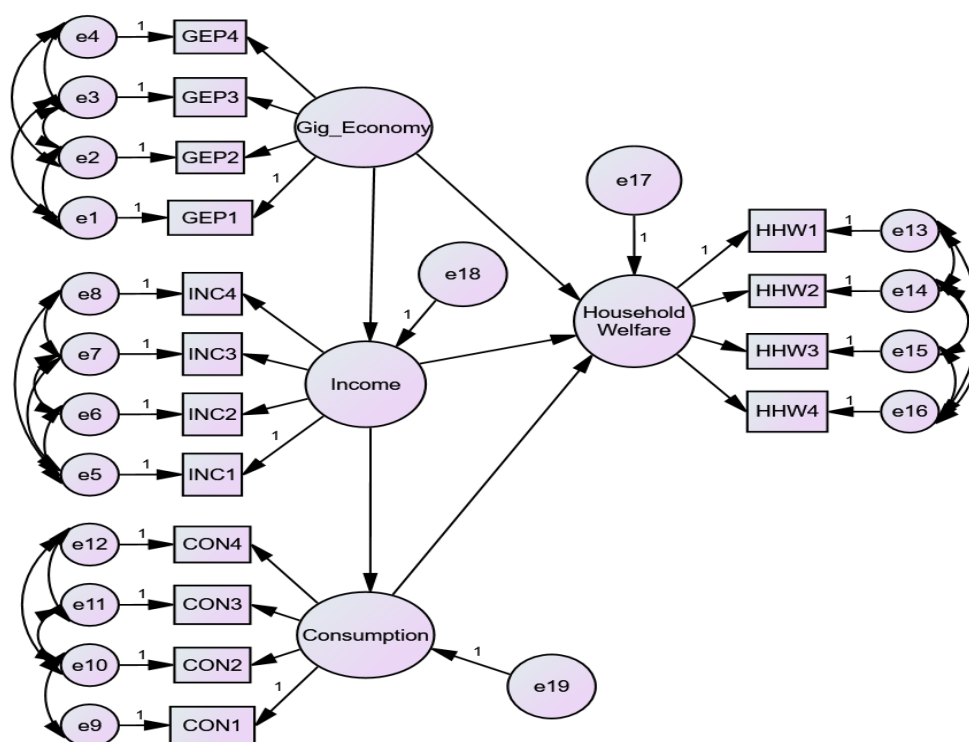 e4
1
GEP4
e3
1
GEP3
e2
1
GEP2
e1
1
GEP1
1
Gig_Economy
e8
1
INC4
e7
1
INC3
e6
1
INC2
e5
1
INC1
1
Income
1
e18
e12
1
CON4
e11
1
CON3
e10
1
CON2
e9
1
CON1
1
Consumption
1
e19
e17
1
Household
Welfare
1
HHW1
1
e13
HHW2
1
e14
HHW3
1
e15
HHW4
1
e16